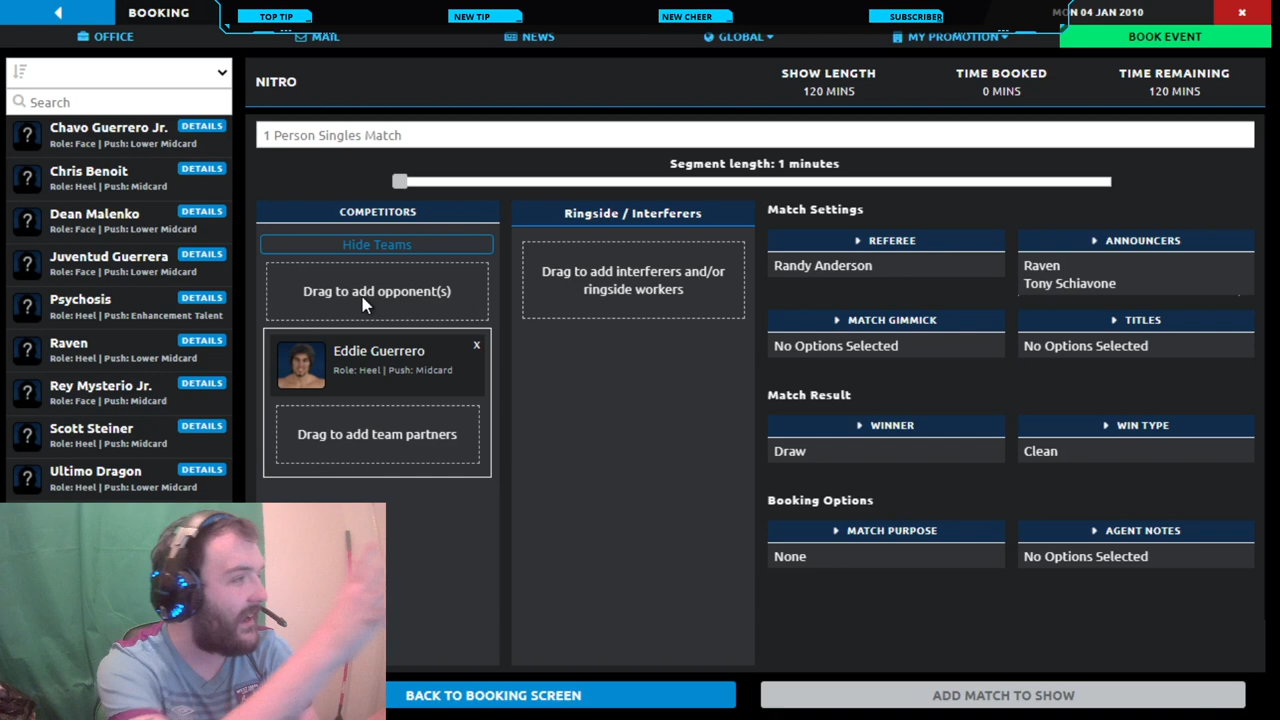 BOOKING
TOP TIP
NEW TIP
NEW CHEER
SUBSCRIBER
MON 04 JAN 2010
OFFICE
MAIL
NEWS
GLOBAL
MY PROMOTION
BOOK EVENT
Search
Chavo Guerrero Jr. DETAILS
Role: Face | Push: Lower Midcard
Chris Benoit DETAILS
Role: Heel | Push: Midcard
Dean Malenko DETAILS
Role: Face | Push: Lower Midcard
Juventud Guerrera DETAILS
Role: Face | Push: Lower Midcard
Psychosis DETAILS
Role: Heel | Push: Enhancement Talent
Raven DETAILS
Role: Heel | Push: Lower Midcard
Rey Mysterio Jr. DETAILS
Role: Face | Push: Midcard
Scott Steiner DETAILS
Role: Heel | Push: Midcard
Ultimo Dragon DETAILS
Role: Heel | Push: Lower Midcard
NITRO
SHOW LENGTH
120 MINS
TIME BOOKED
0 MINS
TIME REMAINING
120 MINS
1 Person Singles Match
Segment length: 1 minutes
COMPETITORS
Hide Teams
Drag to add opponent(s)
Eddie Guerrero x
Role: Heel | Push: Midcard
Drag to add team partners
Ringside / Interferers
Drag to add interferers and/or
ringside workers
Match Settings
REFEREE
Randy Anderson
ANNOUNCERS
Raven
Tony Schiavone
MATCH GIMMICK
No Options Selected
TITLES
No Options Selected
Match Result
WINNER
Draw
WIN TYPE
Clean
Booking Options
MATCH PURPOSE
None
AGENT NOTES
No Options Selected
BACK TO BOOKING SCREEN
ADD MATCH TO SHOW